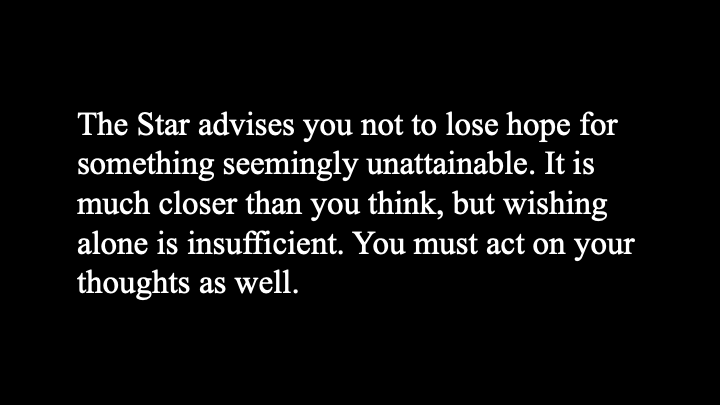 The Star advises you not to lose hope for
something seemingly unattainable. It is
much closer than you think, but wishing
alone is insufficient. You must act on your
thoughts as well.